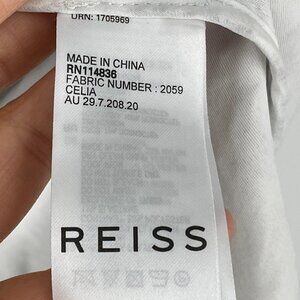 URN: 1705969
MADE IN CHINA
RN114836
FABRIC NUMBER : 2059
CELIA
AU 29.7.208.20
REISS